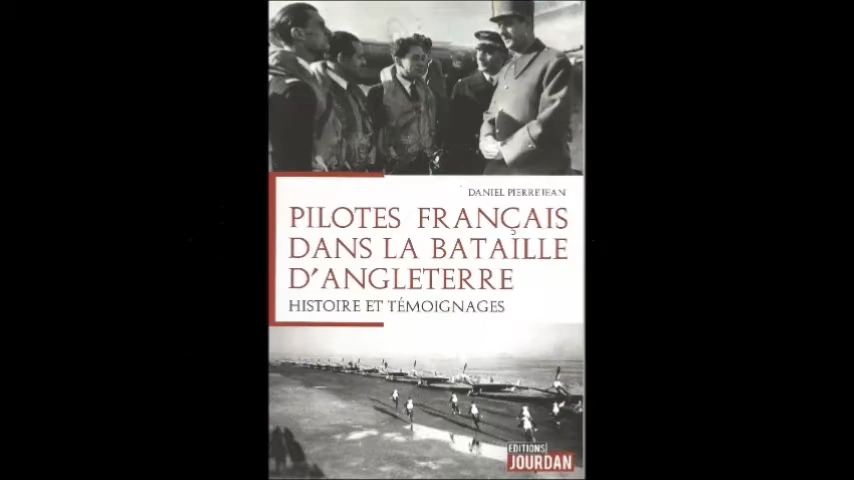 DANIEL PIERREJEAN
PILOTES FRANÇAIS
DANS LA BATAILLE
D'ANGLETERRE
HISTOIRE ET TÉMOIGNAGES
EDITIONS
JOURDAN